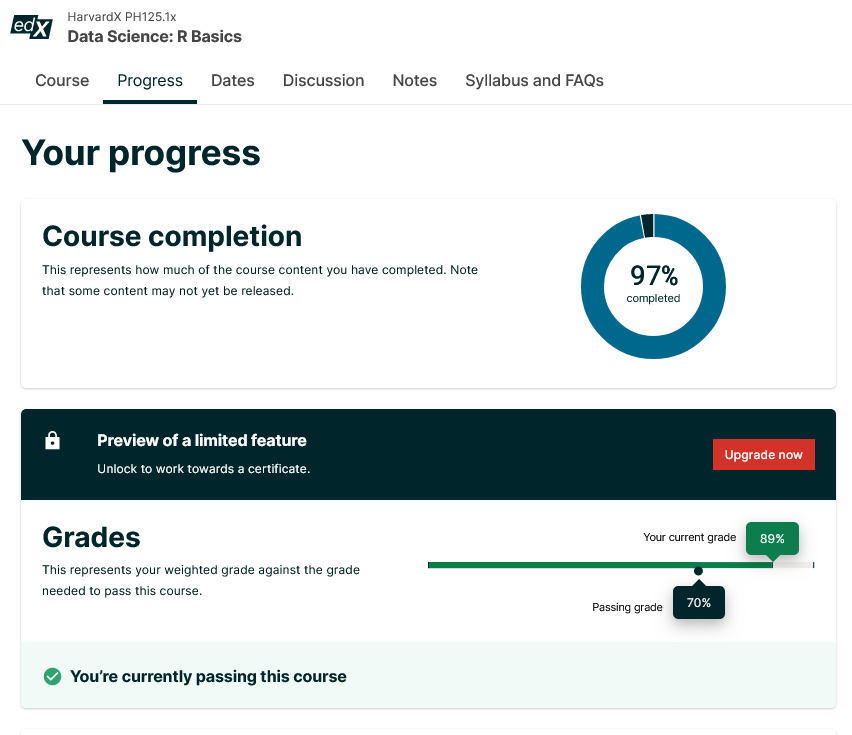 edX
HarvardX PH125.1x
Data Science: R Basics
Course Progress Dates Discussion Notes Syllabus and FAQs
Your progress
Course completion
This represents how much of the course content you have completed. Note
that some content may not yet be released.
97%
completed
Preview of a limited feature
Unlock to work towards a certificate.
Upgrade now
Grades
This represents your weighted grade against the grade
needed to pass this course.
Your current grade 89%
Passing grade 70%
You’re currently passing this course